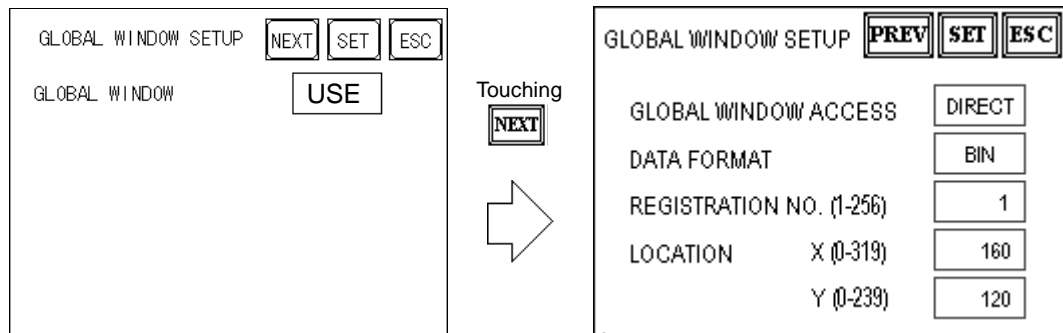 GLOBAL WINDOW SETUP NEXT SET ESC
GLOBAL WINDOW USE
Touching
NEXT
GLOBAL WINDOW SETUP PREV SET ESC
GLOBAL WINDOW ACCESS DIRECT
DATA FORMAT BIN
REGISTRATION NO. (1-256) 1
LOCATION X (0-319) 160
Y (0-239) 120